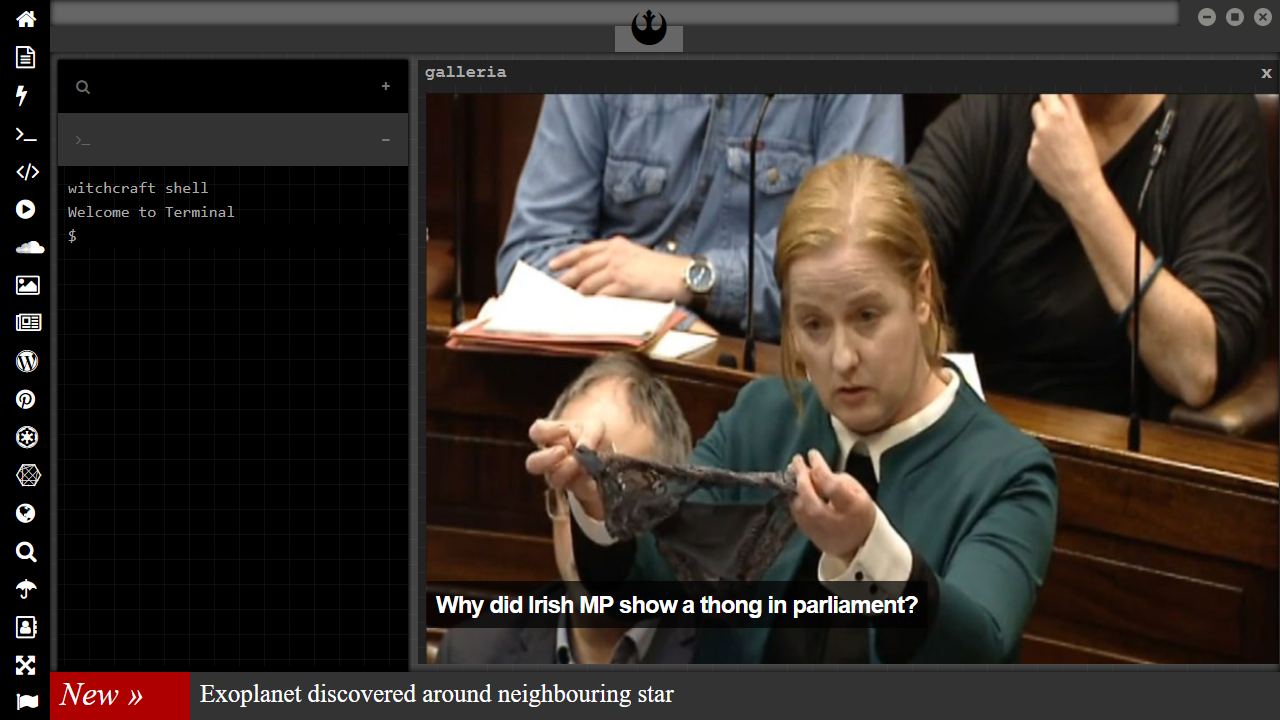 galleria
x
witchcraft shell
Welcome to Terminal
$
Why did Irish MP show a thong in parliament?
New »
Exoplanet discovered around neighbouring star